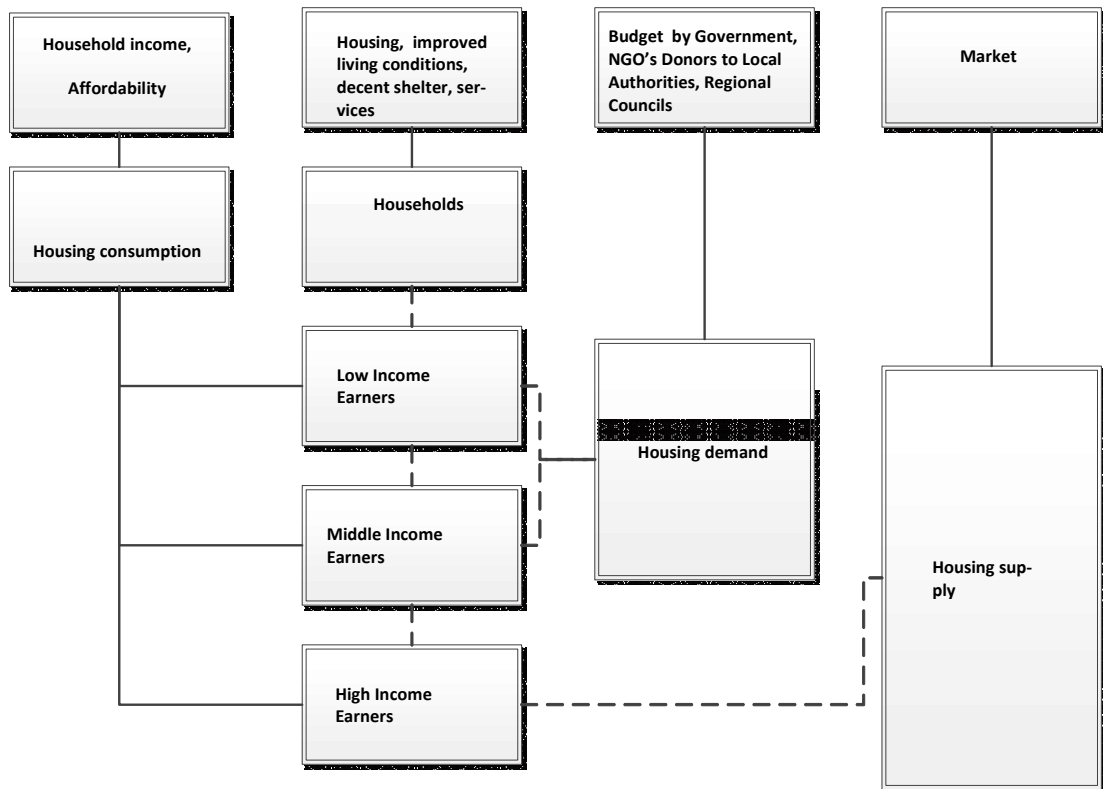 Household income,
Affordability
Housing, improved
living conditions,
decent shelter, ser-
vices
Budget by Government,
NGO's Donors to Local
Authorities, Regional
Councils
Market
Housing consumption
Households
Low Income
Earners
Housing demand
Middle Income
Earners
Housing sup-
ply
High Income
Earners